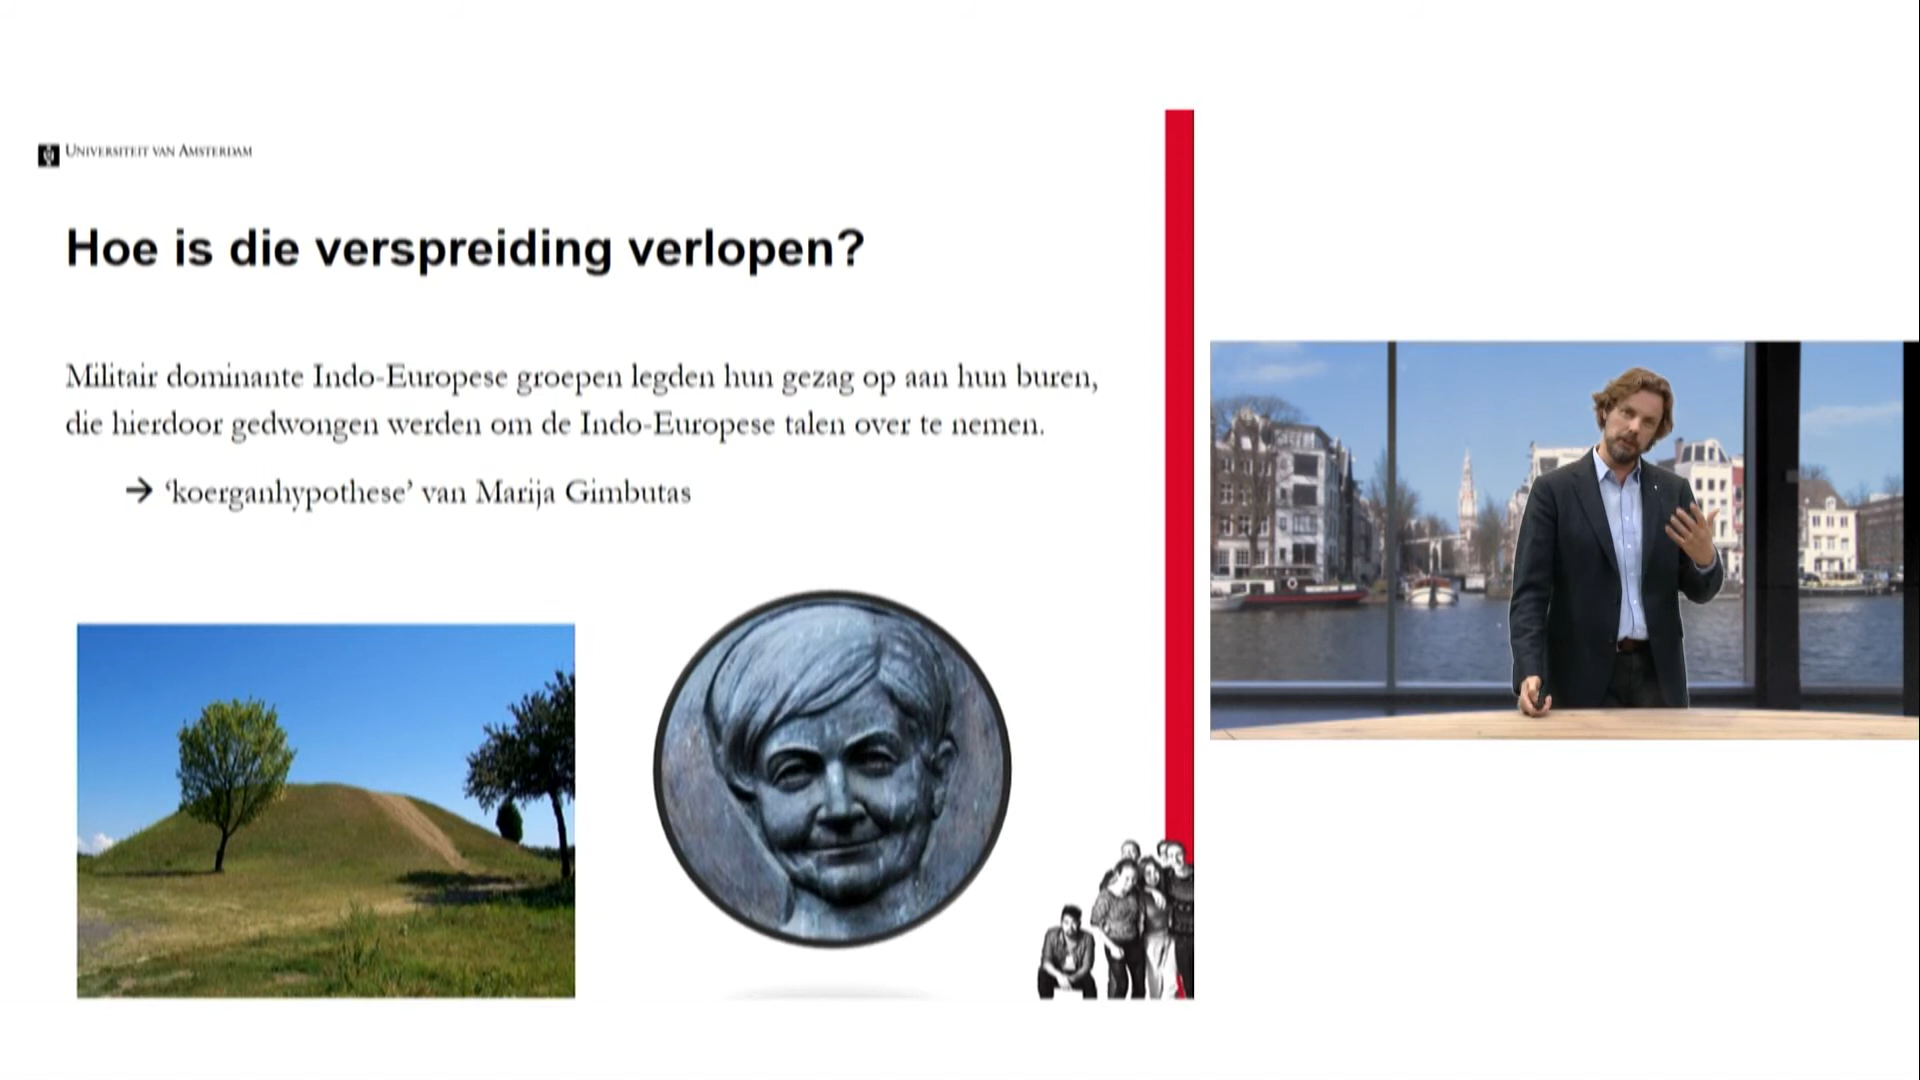 UNIVERSITEIT VAN AMSTERDAM
Hoe is die verspreiding verlopen?
Militair dominante Indo-Europese groepen legden hun gezag op aan hun buren,
die hierdoor gedwongen werden om de Indo-Europese talen over te nemen.
→ ‘koerganhypothese’ van Marija Gimbutas